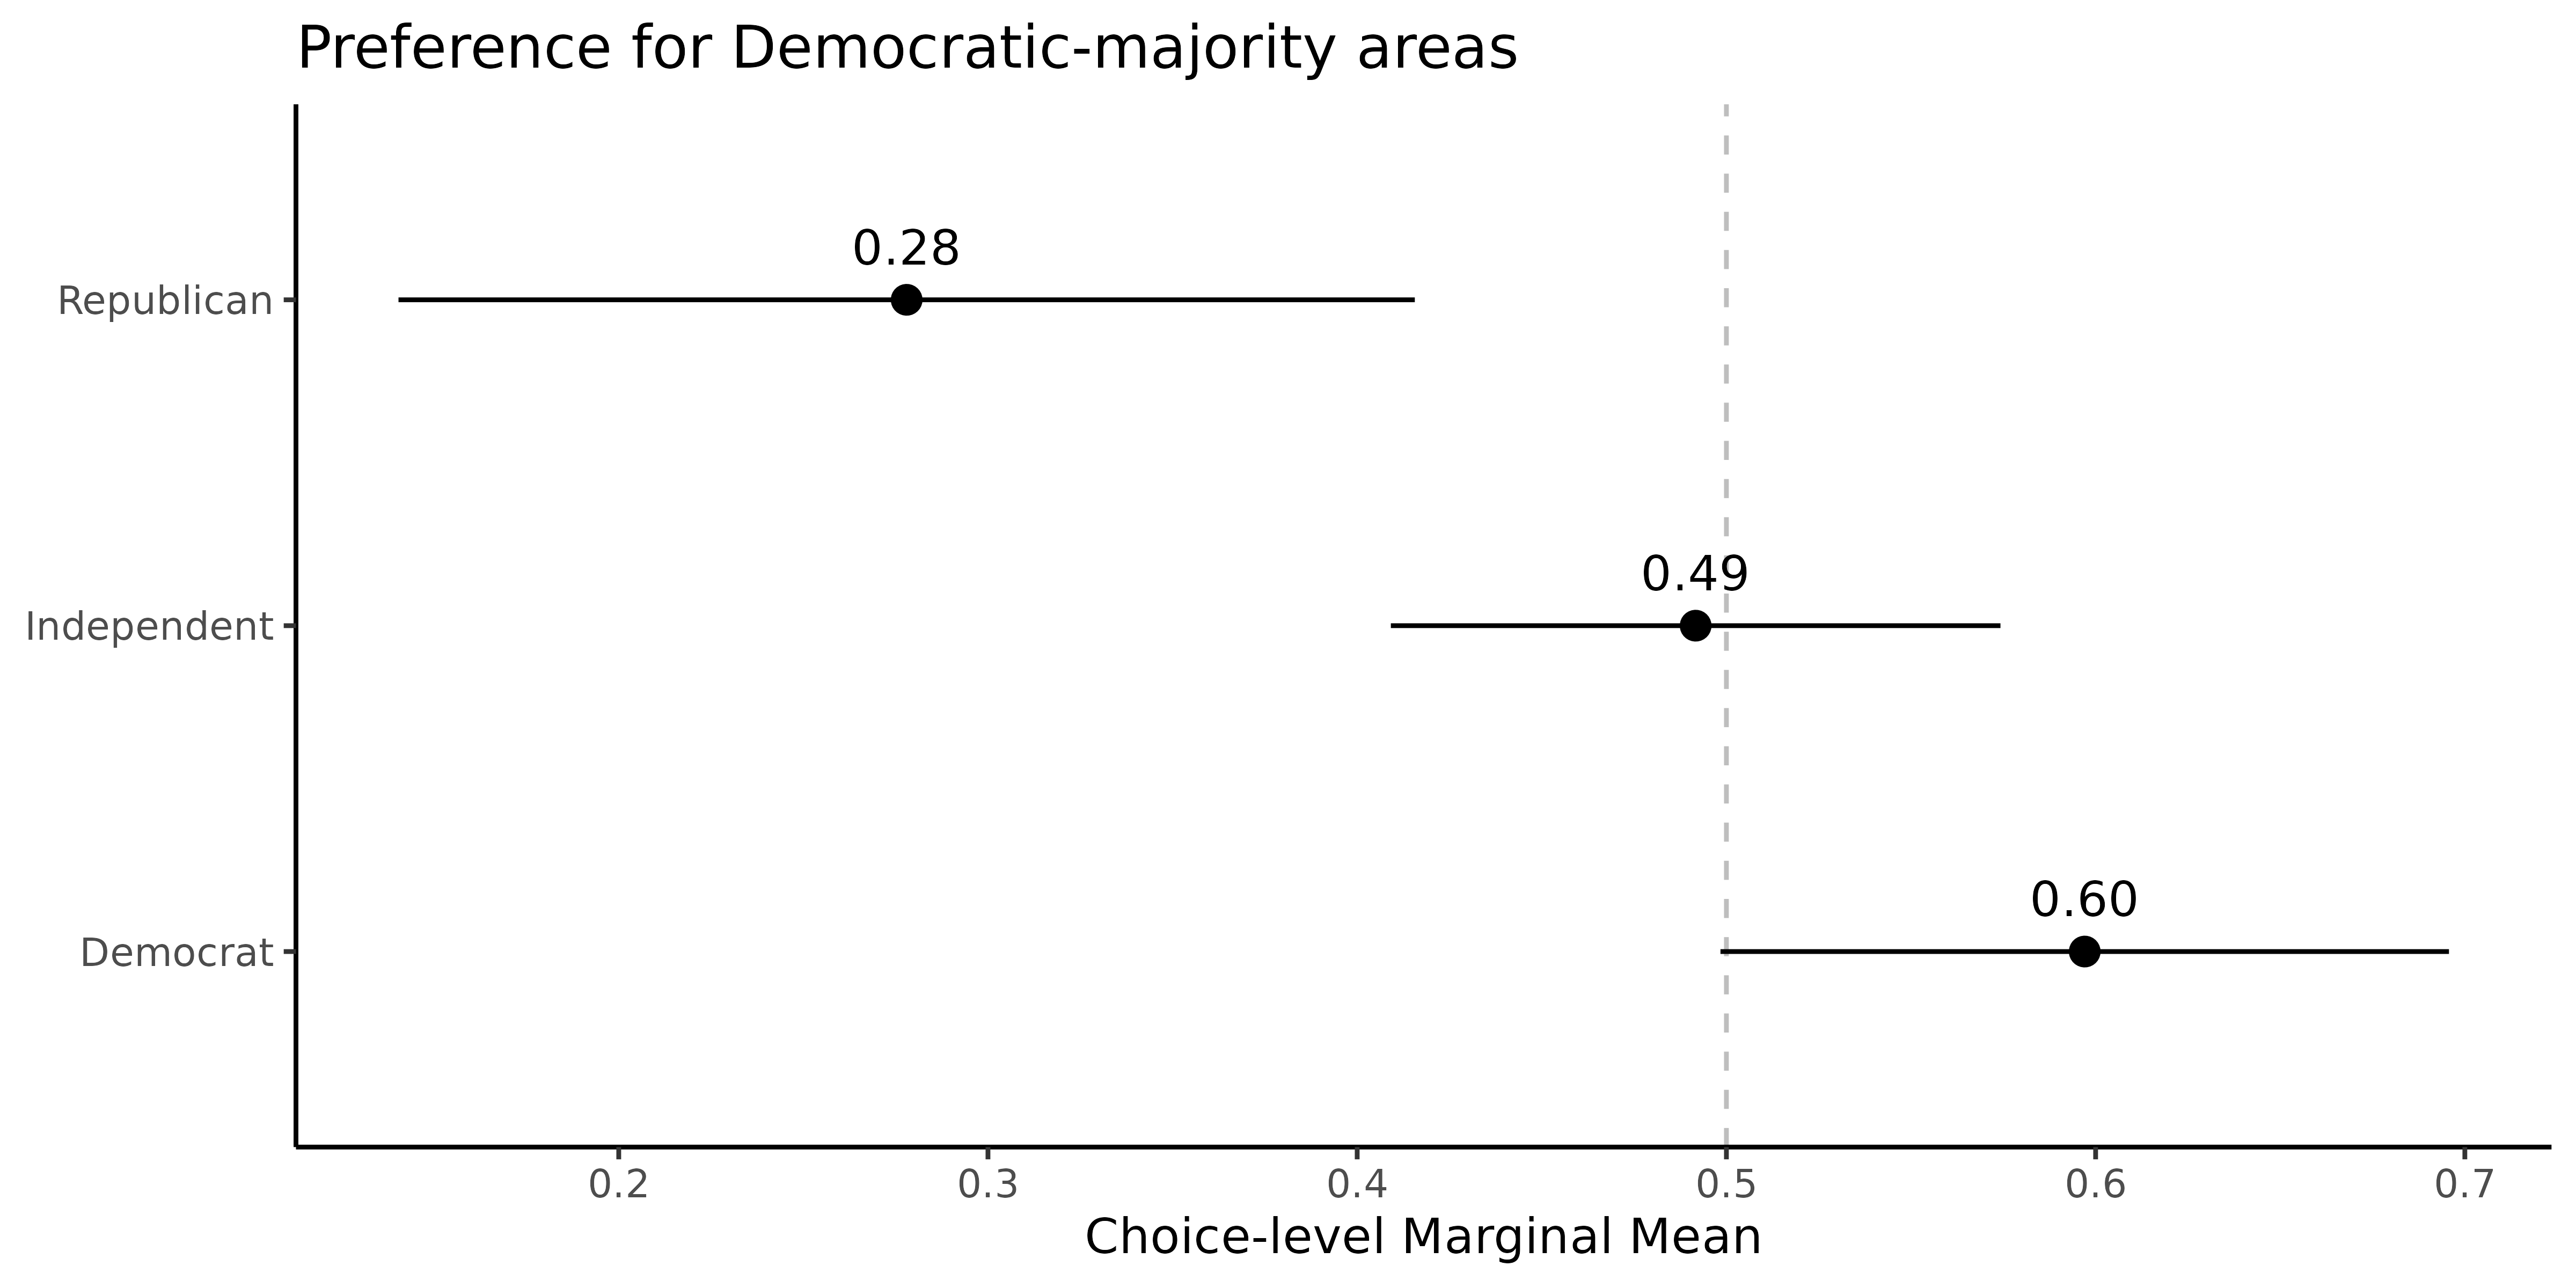 Preference for Democratic-majority areas
0.28
Republican
0.49
Independent
0.60
Democrat
0.2 0.3 0.4 0.5 0.6 0.7
Choice-level Marginal Mean